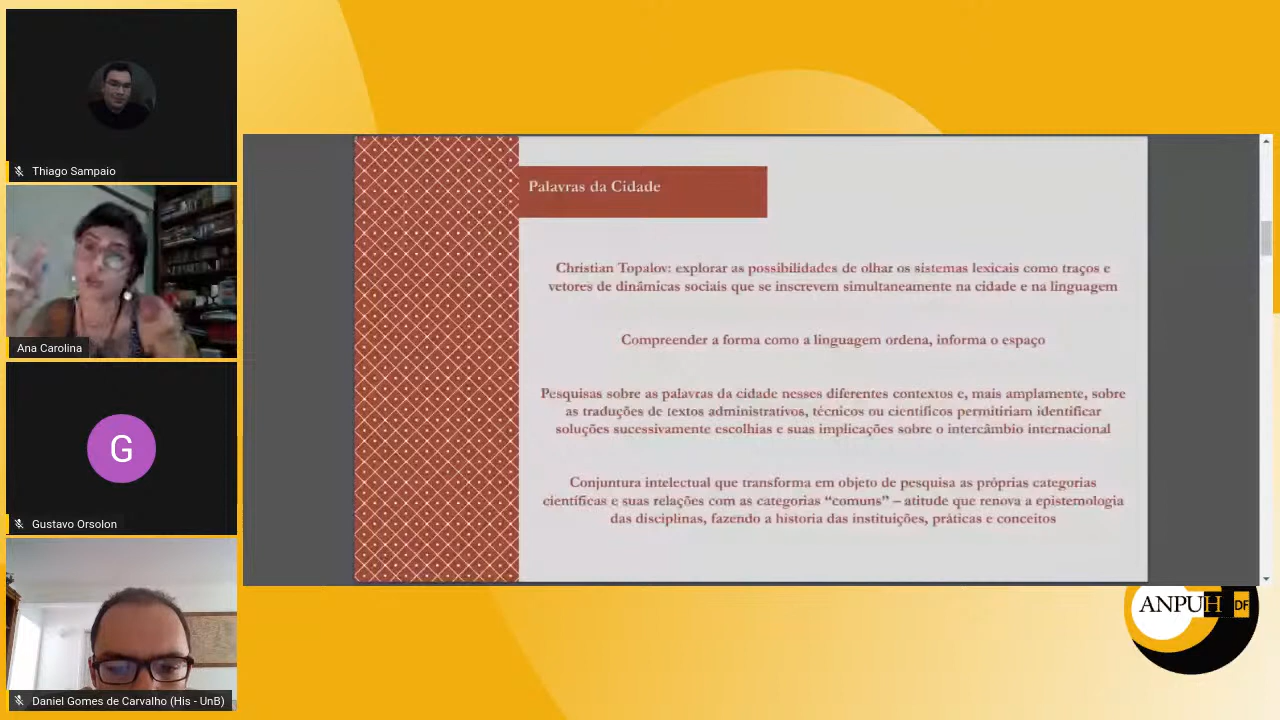 Thiago Sampaio
Ana Carolina
G
Gustavo Orsolon
Daniel Gomes de Carvalho (His - UnB)
Palavras da Cidade
Christian Topalov: explorar as possibilidades de olhar os sistemas lexicais como traços e
vetores de dinâmicas sociais que se inscrevem simultaneamente na cidade e na linguagem
Compreender a forma como a linguagem ordena, informa o espaço
Pesquisas sobre as palavras da cidade nesses diferentes contextos e, mais amplamente, sobre
as traduções de textos administrativos, técnicos ou científicos permitiriam identificar
soluções sucessivamente escolhias e suas implicações sobre o intercâmbio internacional
Conjuntura intelectual que transforma em objeto de pesquisa as próprias categorias
científicas e suas relações com as categorias “comuns” – atitude que renova a epistemologia
das disciplinas, fazendo a historia das instituições, práticas e conceitos
ANPUH DF